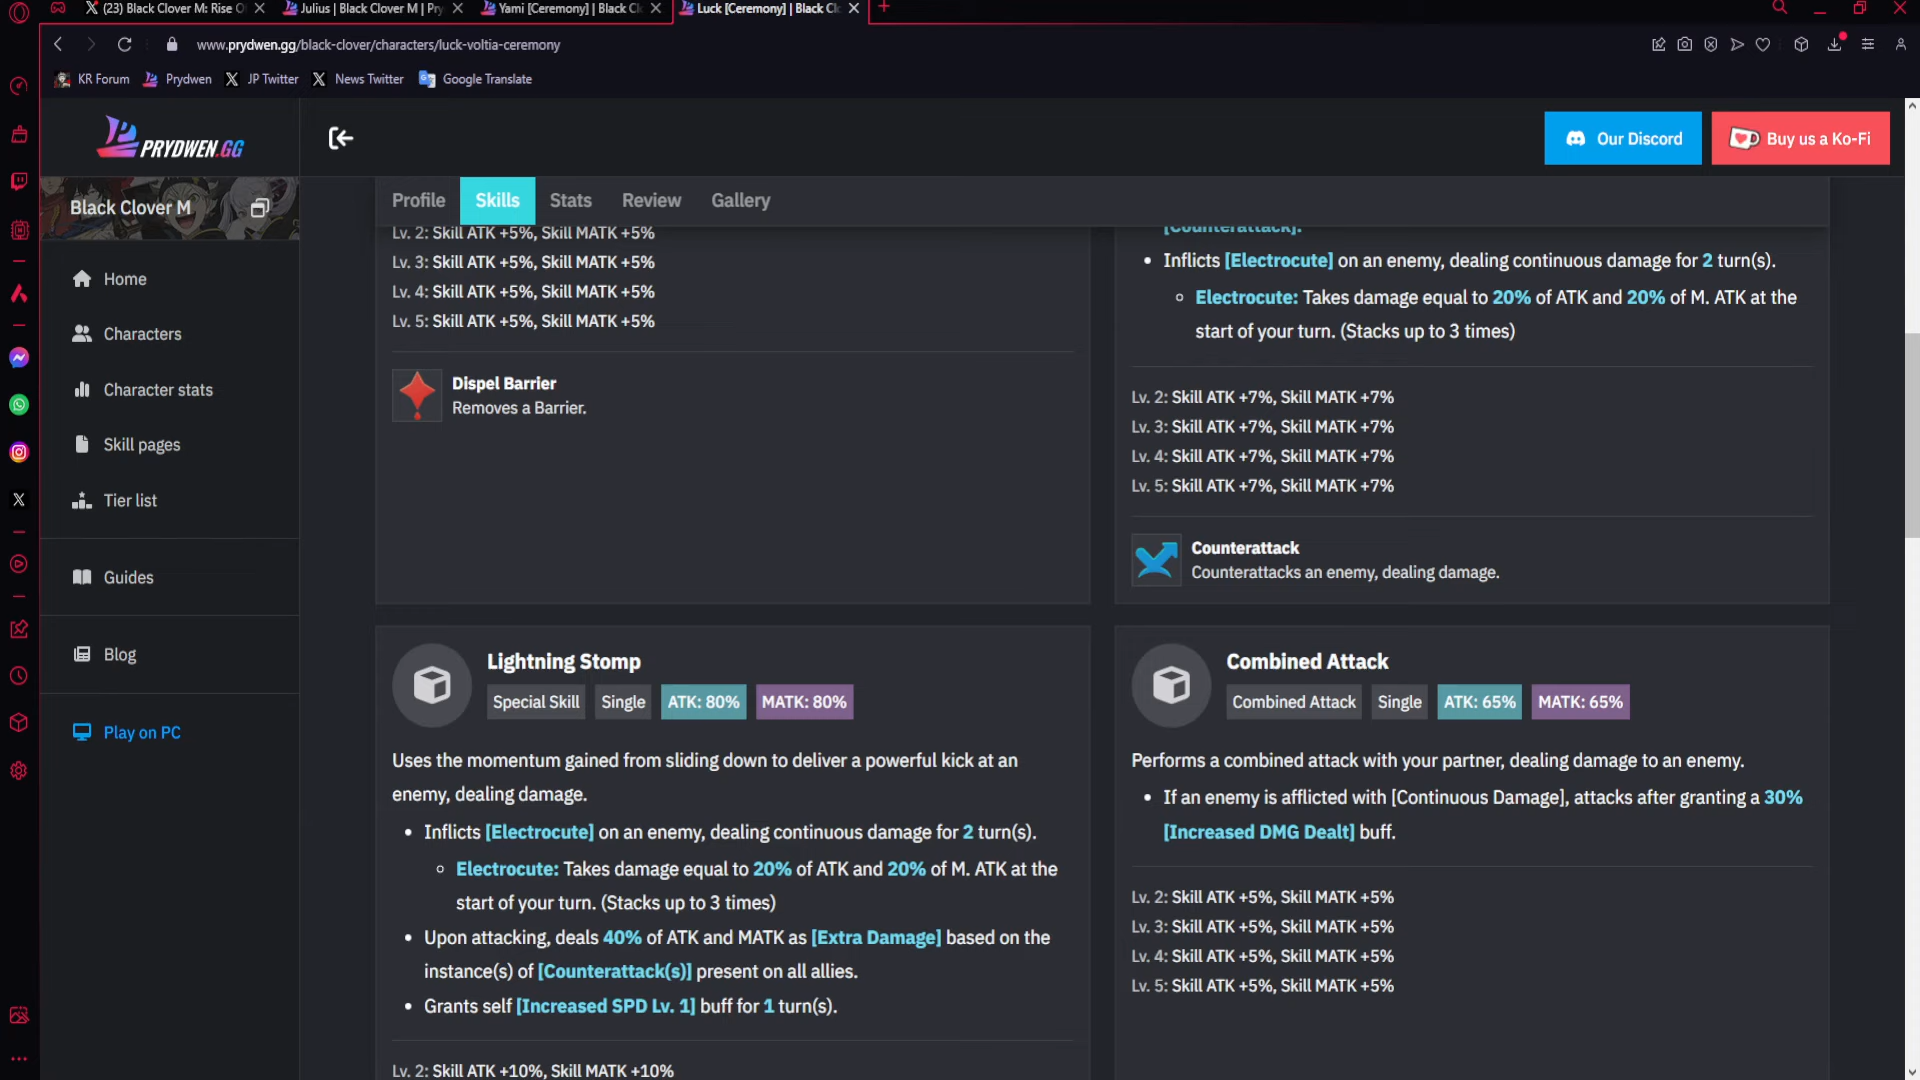 (23) Black Clover M: Rise O
Julius | Black Clover M | Pry
Yami [Ceremony] | Black Cl
Luck [Ceremony] | Black Clo
www.prydwen.gg/black-clover/characters/luck-voltia-ceremony
KR Forum
Prydwen
JP Twitter
News Twitter
Google Translate
PRYDWEN.GG
Our Discord
Buy us a Ko-Fi
Black Clover M
Home
Characters
Character stats
Skill pages
Tier list
Guides
Blog
Play on PC
Profile
Skills
Stats
Review
Gallery
Lv. 2: Skill ATK +5%, Skill MATK +5%
Lv. 3: Skill ATK +5%, Skill MATK +5%
Lv. 4: Skill ATK +5%, Skill MATK +5%
Lv. 5: Skill ATK +5%, Skill MATK +5%
Dispel Barrier
Removes a Barrier.
[Counterattack].
• Inflicts [Electrocute] on an enemy, dealing continuous damage for 2 turn(s).
Electrocute: Takes damage equal to 20% of ATK and 20% of M. ATK at the
start of your turn. (Stacks up to 3 times)
Lv. 2: Skill ATK +7%, Skill MATK +7%
Lv. 3: Skill ATK +7%, Skill MATK +7%
Lv. 4: Skill ATK +7%, Skill MATK +7%
Lv. 5: Skill ATK +7%, Skill MATK +7%
Counterattack
Counterattacks an enemy, dealing damage.
Lightning Stomp
Special Skill
Single
ATK: 80%
MATK: 80%
Uses the momentum gained from sliding down to deliver a powerful kick at an
enemy, dealing damage.
• Inflicts [Electrocute] on an enemy, dealing continuous damage for 2 turn(s).
Electrocute: Takes damage equal to 20% of ATK and 20% of M. ATK at the
start of your turn. (Stacks up to 3 times)
• Upon attacking, deals 40% of ATK and MATK as [Extra Damage] based on the
instance(s) of [Counterattack(s)] present on all allies.
• Grants self [Increased SPD Lv. 1] buff for 1 turn(s).
Lv. 2: Skill ATK +10%, Skill MATK +10%
Combined Attack
Combined Attack
Single
ATK: 65%
MATK: 65%
Performs a combined attack with your partner, dealing damage to an enemy.
• If an enemy is afflicted with [Continuous Damage], attacks after granting a 30%
[Increased DMG Dealt] buff.
Lv. 2: Skill ATK +5%, Skill MATK +5%
Lv. 3: Skill ATK +5%, Skill MATK +5%
Lv. 4: Skill ATK +5%, Skill MATK +5%
Lv. 5: Skill ATK +5%, Skill MATK +5%